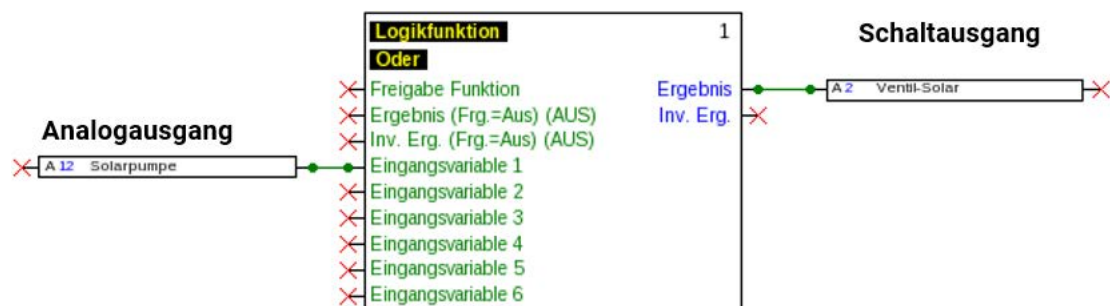 Logikfunktion 1
Oder
Schaltausgang
Freigabe Funktion
Ergebnis
A 2 Ventil-Solar
Ergebnis (Frg.=Aus) (AUS)
Inv. Erg.
Analogausgang
Inv. Erg. (Frg.=Aus) (AUS)
A 12 Solarpumpe
Eingangsvariable 1
Eingangsvariable 2
Eingangsvariable 3
Eingangsvariable 4
Eingangsvariable 5
Eingangsvariable 6